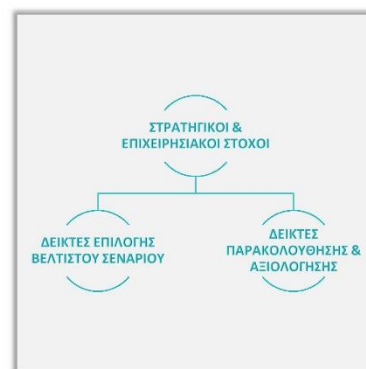 ΣΤΡΑΤΗΓΙΚΟΙ &
ΕΠΙΧΕΙΡΗΣΙΑΚΟΙ ΣΤΟΧΟΙ
ΔΕΙΚΤΕΣ ΕΠΙΛΟΓΗΣ
ΒΕΛΤΙΣΤΟΥ ΣΕΝΑΡΙΟΥ
ΔΕΙΚΤΕΣ
ΠΑΡΑΚΟΛΟΥΘΗΣΗΣ &
ΑΞΙΟΛΟΓΗΣΗΣ